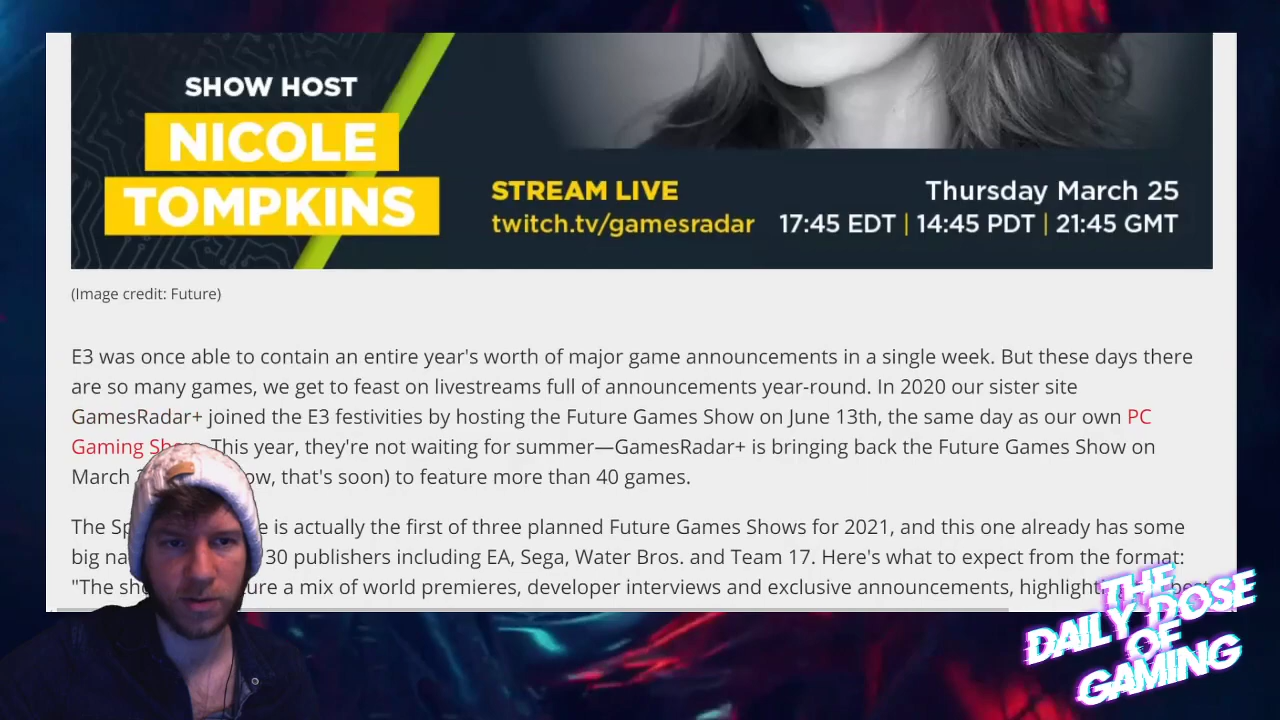 SHOW HOST
NICOLE
TOMPKINS
STREAM LIVE
twitch.tv/gamesradar
Thursday March 25
17:45 EDT | 14:45 PDT | 21:45 GMT
(Image credit: Future)
E3 was once able to contain an entire year's worth of major game announcements in a single week. But these days there
are so many games, we get to feast on livestreams full of announcements year-round. In 2020 our sister site
GamesRadar+ joined the E3 festivities by hosting the Future Games Show on June 13th, the same day as our own PC
Gaming This year, they're not waiting for summer—GamesRadar+ is bringing back the Future Games Show on
March that's soon) to feature more than 40 games.
The is actually the first of three planned Future Games Shows for 2021, and this one already has some
big 30 publishers including EA, Sega, Water Bros. and Team 17. Here's what to expect from the format:
"The a mix of world premieres, developer interviews and exclusive announcements,
THE
DAILY DOSE
OF
GAMING